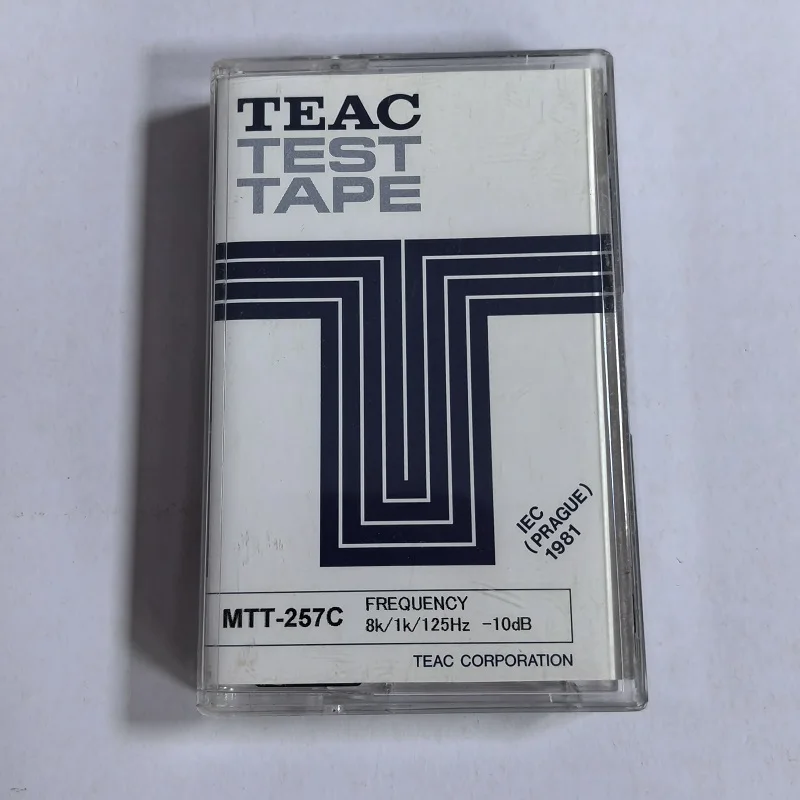 TEAC
TEST
TAPE
IEC
(PRAGUE)
1981
MTT-257C
FREQUENCY
8k/1k/125Hz -10dB
TEAC CORPORATION